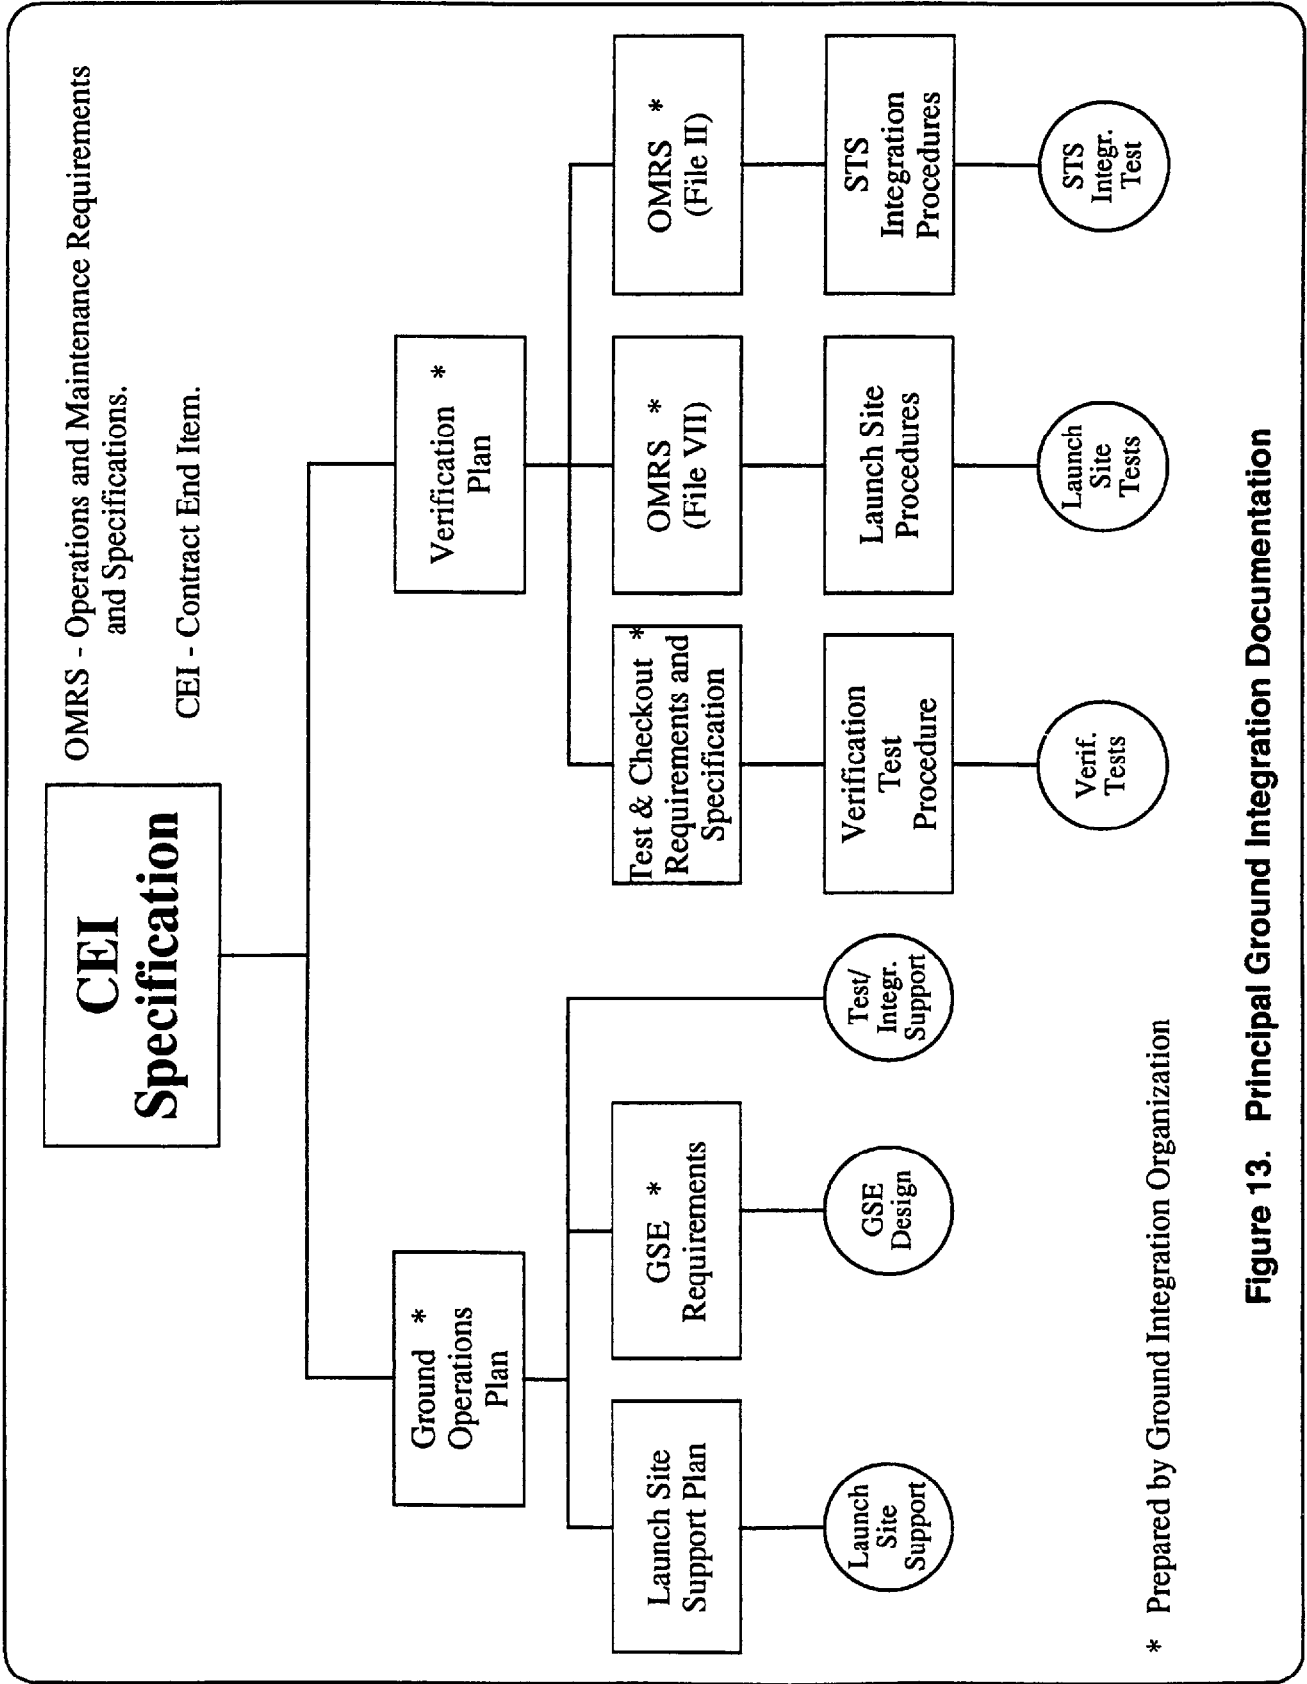 OMRS - Operations and Maintenance Requirements
and Specifications.
CEI - Contract End Item.
CEI
Specification
Ground *
Operations
Plan
Verification *
Plan
Launch Site
Support Plan
GSE *
Requirements
Test & Checkout *
Requirements and
Specification
OMRS *
(File VII)
OMRS *
(File II)
Launch
Site
Support
GSE
Design
Test/
Integr.
Support
Verification
Test
Procedure
Launch Site
Procedures
STS
Integration
Procedures
Verif.
Tests
Launch
Site
Tests
STS
Integr.
Test
* Prepared by Ground Integration Organization
Figure 13. Principal Ground Integration Documentation